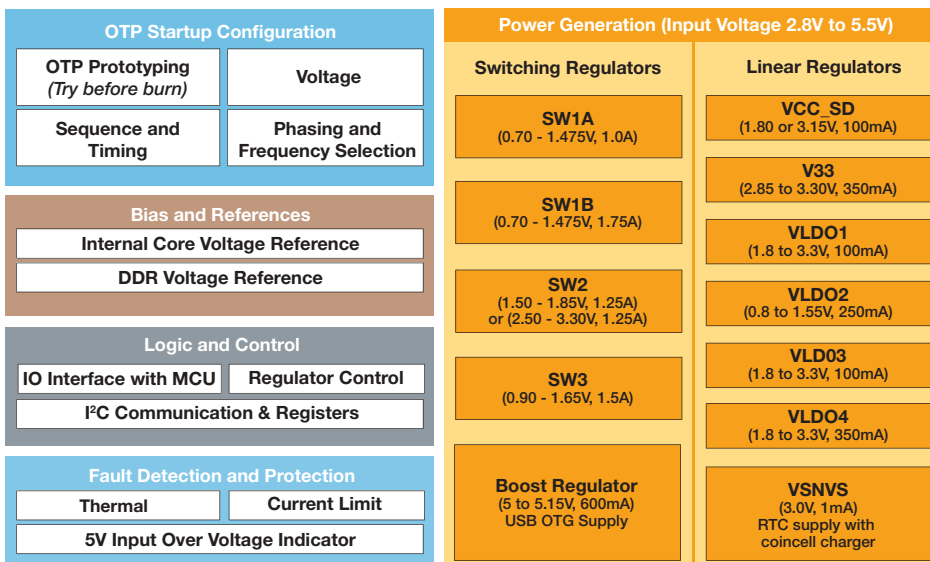 OTP Startup Configuration
OTP Prototyping
(Try before burn)
Voltage
Sequence and
Timing
Phasing and
Frequency Selection
Bias and References
Internal Core Voltage Reference
DDR Voltage Reference
Logic and Control
IO Interface with MCU
Regulator Control
I²C Communication & Registers
Fault Detection and Protection
Thermal
Current Limit
5V Input Over Voltage Indicator
Power Generation (Input Voltage 2.8V to 5.5V)
Switching Regulators
SW1A
(0.70 - 1.475V, 1.0A)
SW1B
(0.70 - 1.475V, 1.75A)
SW2
(1.50 - 1.85V, 1.25A)
or (2.50 - 3.30V, 1.25A)
SW3
(0.90 - 1.65V, 1.5A)
Boost Regulator
(5 to 5.15V, 600mA)
USB OTG Supply
Linear Regulators
VCC_SD
(1.80 or 3.15V, 100mA)
V33
(2.85 to 3.30V, 350mA)
VLDO1
(1.8 to 3.3V, 100mA)
VLDO2
(0.8 to 1.55V, 250mA)
VLD03
(1.8 to 3.3V, 100mA)
VLDO4
(1.8 to 3.3V, 350mA)
VSNVS
(3.0V, 1mA)
RTC supply with
coincell charger